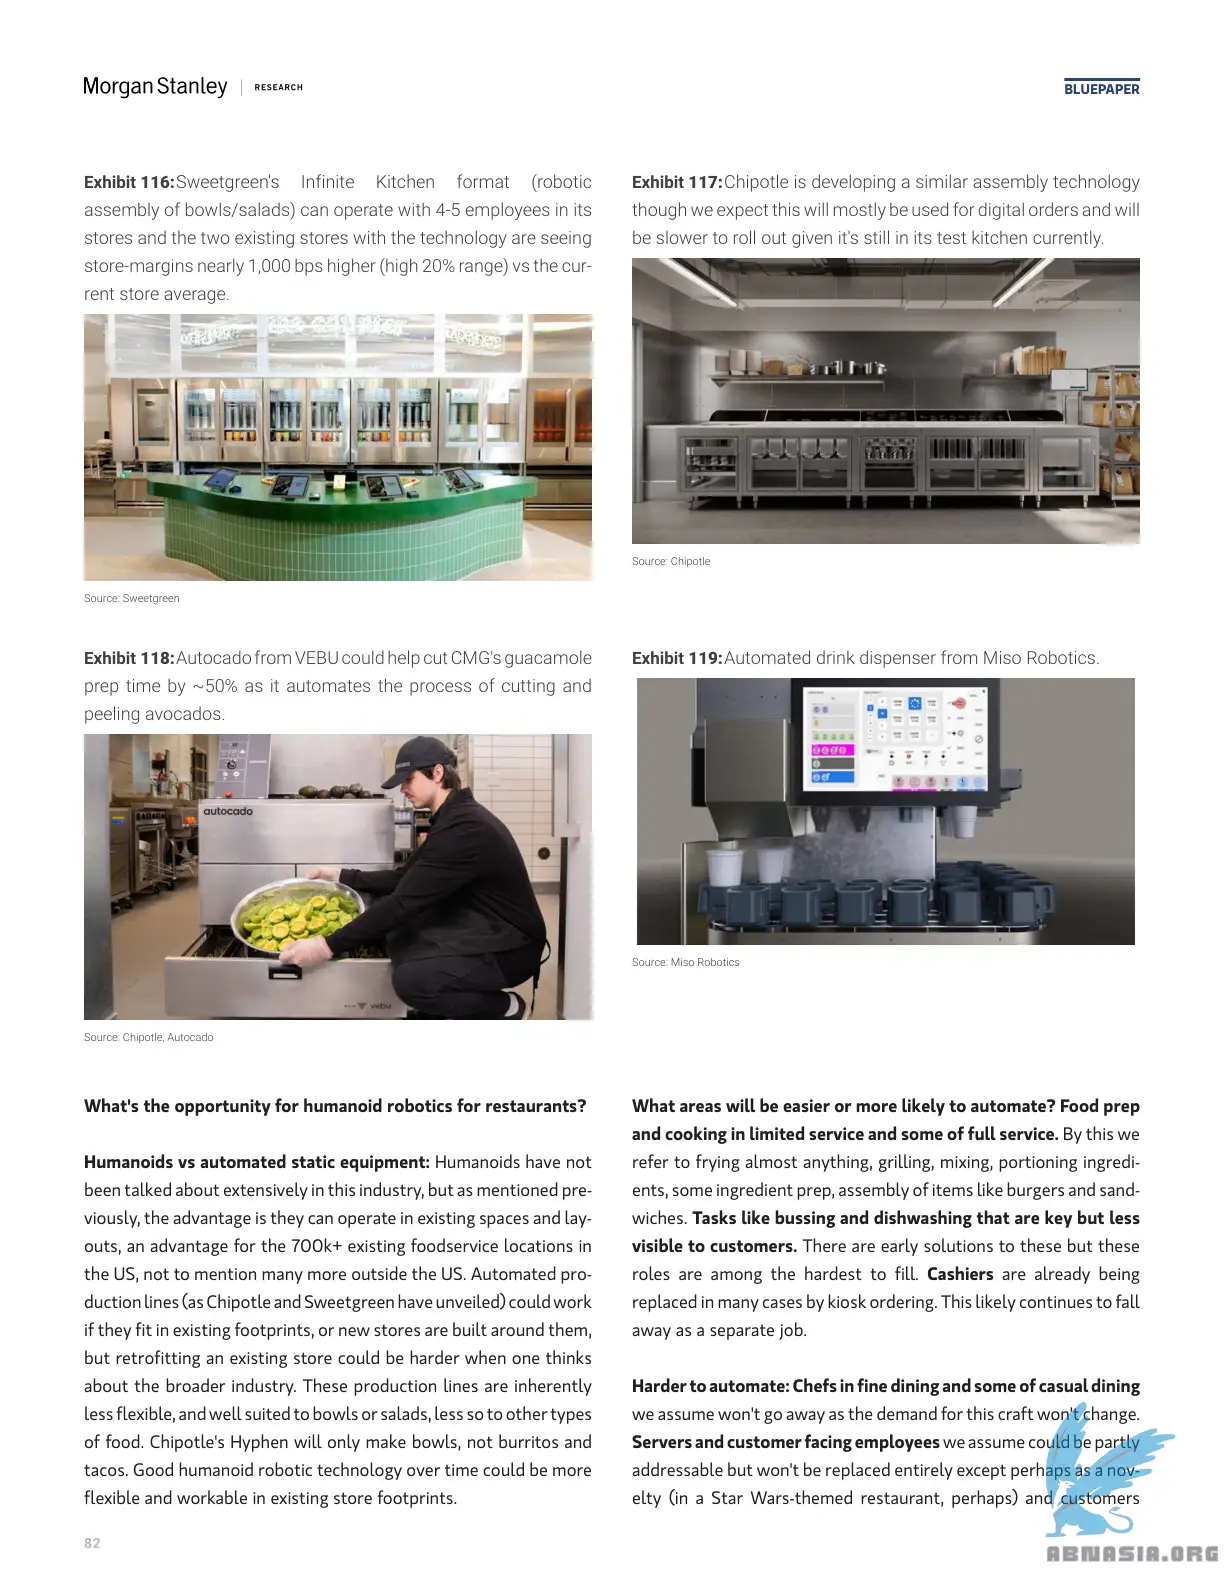 Morgan Stanley | RESEARCH
BLUEPAPER
Exhibit 116:Sweetgreen's Infinite Kitchen format (robotic
assembly of bowls/salads) can operate with 4-5 employees in its
stores and the two existing stores with the technology are seeing
store-margins nearly 1,000 bps higher (high 20% range) vs the cur-
rent store average.
Source: Sweetgreen
Exhibit 117:Chipotle is developing a similar assembly technology
though we expect this will mostly be used for digital orders and will
be slower to roll out given it's still in its test kitchen currently.
Source: Chipotle
Exhibit 118:Autocado from VEBU could help cut CMG's guacamole
prep time by ~50% as it automates the process of cutting and
peeling avocados.
autocado
vebu
Source: Chipotle, Autocado
Exhibit 119:Automated drink dispenser from Miso Robotics.
Source: Miso Robotics
What's the opportunity for humanoid robotics for restaurants?
Humanoids vs automated static equipment: Humanoids have not
been talked about extensively in this industry, but as mentioned pre-
viously, the advantage is they can operate in existing spaces and lay-
outs, an advantage for the 700k+ existing foodservice locations in
the US, not to mention many more outside the US. Automated pro-
duction lines (as Chipotle and Sweetgreen have unveiled) could work
if they fit in existing footprints, or new stores are built around them,
but retrofitting an existing store could be harder when one thinks
about the broader industry. These production lines are inherently
less flexible, and well suited to bowls or salads, less so to other types
of food. Chipotle's Hyphen will only make bowls, not burritos and
tacos. Good humanoid robotic technology over time could be more
flexible and workable in existing store footprints.
What areas will be easier or more likely to automate? Food prep
and cooking in limited service and some of full service. By this we
refer to frying almost anything, grilling, mixing, portioning ingredi-
ents, some ingredient prep, assembly of items like burgers and sand-
wiches. Tasks like bussing and dishwashing that are key but less
visible to customers. There are early solutions to these but these
roles are among the hardest to fill. Cashiers are already being
replaced in many cases by kiosk ordering. This likely continues to fall
away as a separate job.
Harder to automate: Chefs in fine dining and some of casual dining
we assume won't go away as the demand for this craft won't change.
Servers and customer facing employees we assume could be partly
addressable but won't be replaced entirely except perhaps as a nov-
elty (in a Star Wars-themed restaurant, perhaps) and customers
82
ABNASIA.ORG